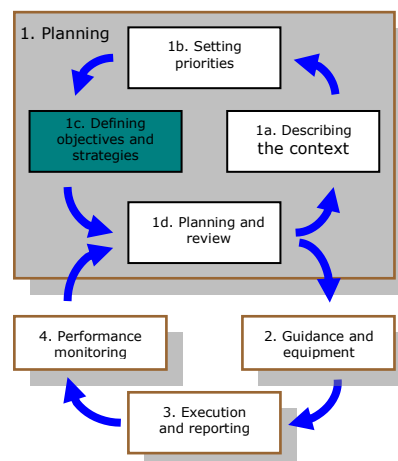 1. Planning
1b. Setting
priorities
1c. Defining
objectives and
strategies
1a. Describing
the context
1d. Planning and
review
4. Performance
monitoring
2. Guidance and
equipment
3. Execution
and reporting